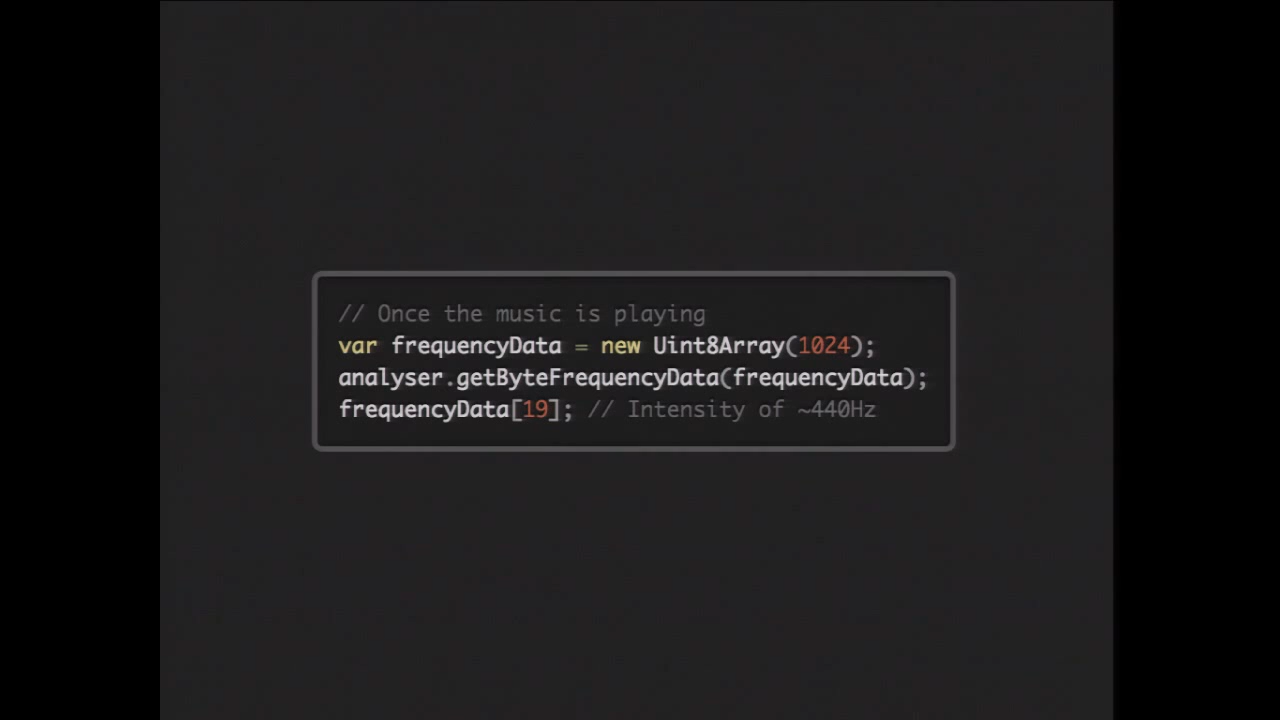 // Once the music is playing
var frequencyData = new Uint8Array(1024);
analyser.getByteFrequencyData(frequencyData);
frequencyData[19]; // Intensity of ~440Hz